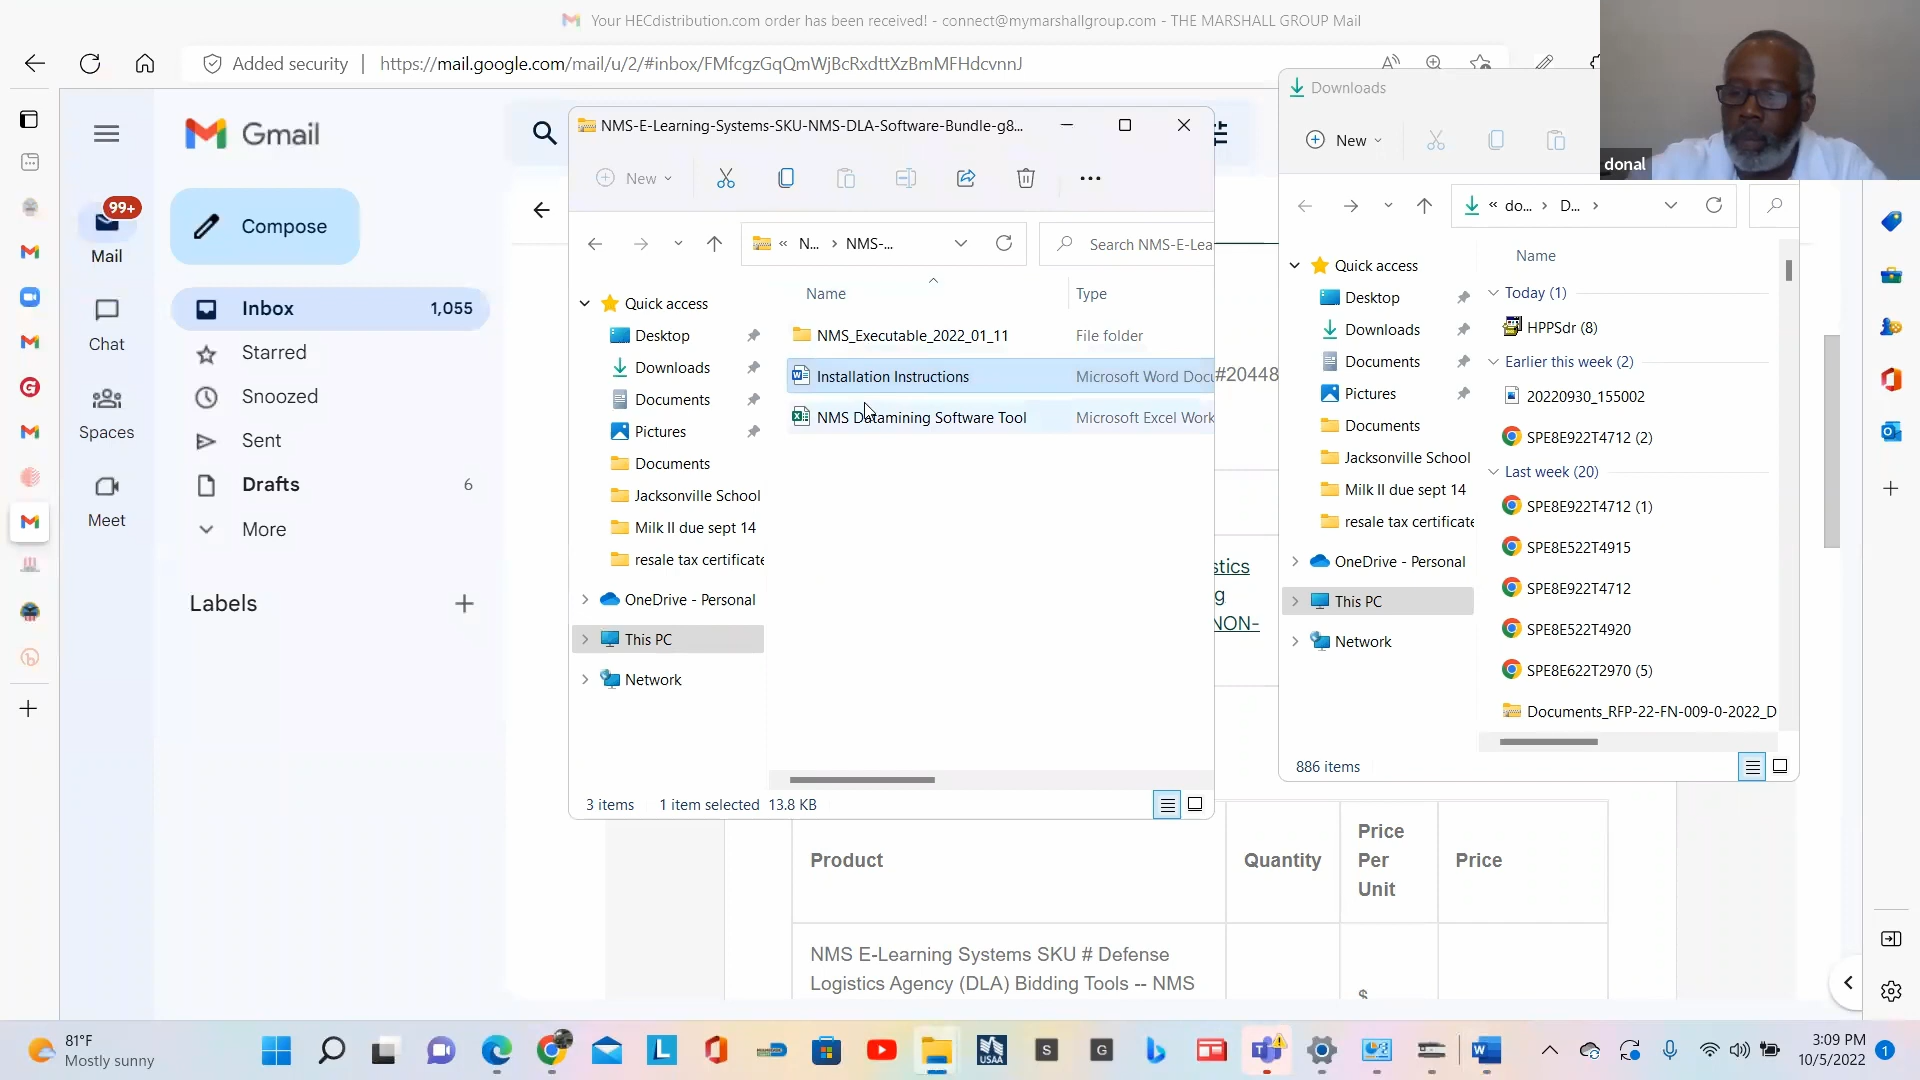 Your HECdistribution.com order has been received! - connect@mymarshallgroup.com - THE MARSHALL GROUP Mail
Added security
https://mail.google.com/mail/u/2/#inbox/FMfcgzGqQmWjBcRxdttXzBmMFHdcvnnJ
donal
99+
Mail
Chat
Spaces
Meet
Gmail
Compose
Inbox 1,055
Starred
Snoozed
Sent
Drafts 6
More
Labels
NMS-E-Learning-Systems-SKU-NMS-DLA-Software-Bundle-g8...
New
« N... › NMS-...
Search NMS-E-Lea
Quick access
Desktop
Downloads
Documents
Pictures
Documents
Jacksonville School
Milk II due sept 14
resale tax certificate
OneDrive - Personal
This PC
Network
Name Type
NMS_Executable_2022_01_11 File folder
Installation Instructions Microsoft Word Docu
NMS Datamining Software Tool Microsoft Excel Work
3 items 1 item selected 13.8 KB
#20448
stics
g
NON-
Downloads
New
« do... › D... ›
Quick access
Desktop
Downloads
Documents
Pictures
Documents
Jacksonville School
Milk II due sept 14
resale tax certificate
OneDrive - Personal
This PC
Network
Name
Today (1)
HPPSdr (8)
Earlier this week (2)
20220930_155002
SPE8E922T4712 (2)
Last week (20)
SPE8E922T4712 (1)
SPE8E522T4915
SPE8E922T4712
SPE8E522T4920
SPE8E622T2970 (5)
Documents_RFP-22-FN-009-0-2022_D
886 items
Product Quantity Price Per Unit Price
NMS E-Learning Systems SKU # Defense
Logistics Agency (DLA) Bidding Tools -- NMS
$
81°F
Mostly sunny
USAA
S
G
3:09 PM
10/5/2022
1